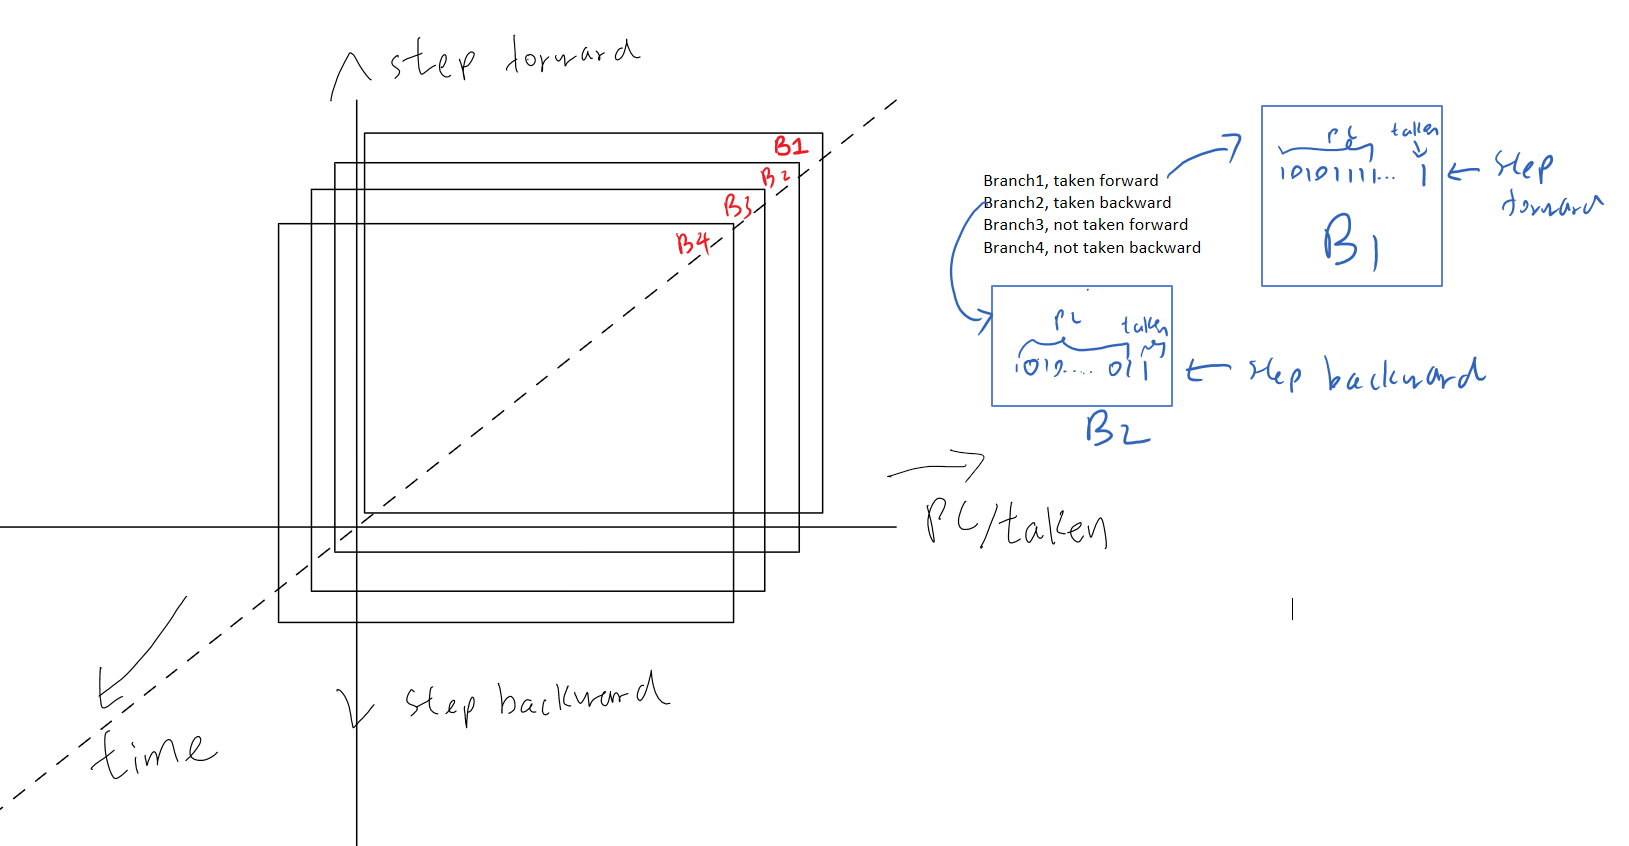 step forward
B1
B2
B3
B4
Branch1, taken forward
Branch2, taken backward
Branch3, not taken forward
Branch4, not taken backward
PC taken
10101111... 1
step
forward
B1
PC taken
1010.... 011
step backward
B2
PC/taken
step backward
time